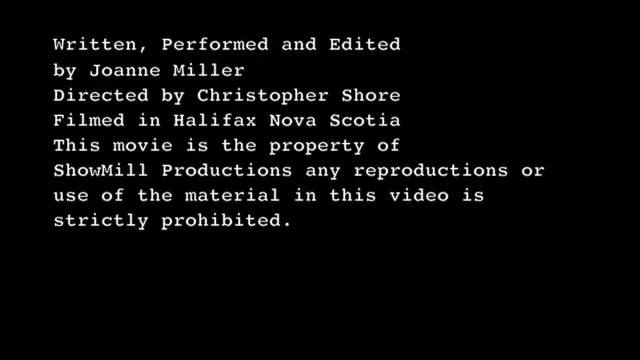 Written, Performed and Edited
by Joanne Miller
Directed by Christopher Shore
Filmed in Halifax Nova Scotia
This movie is the property of
ShowMill Productions any reproductions or
use of the material in this video is
strictly prohibited.